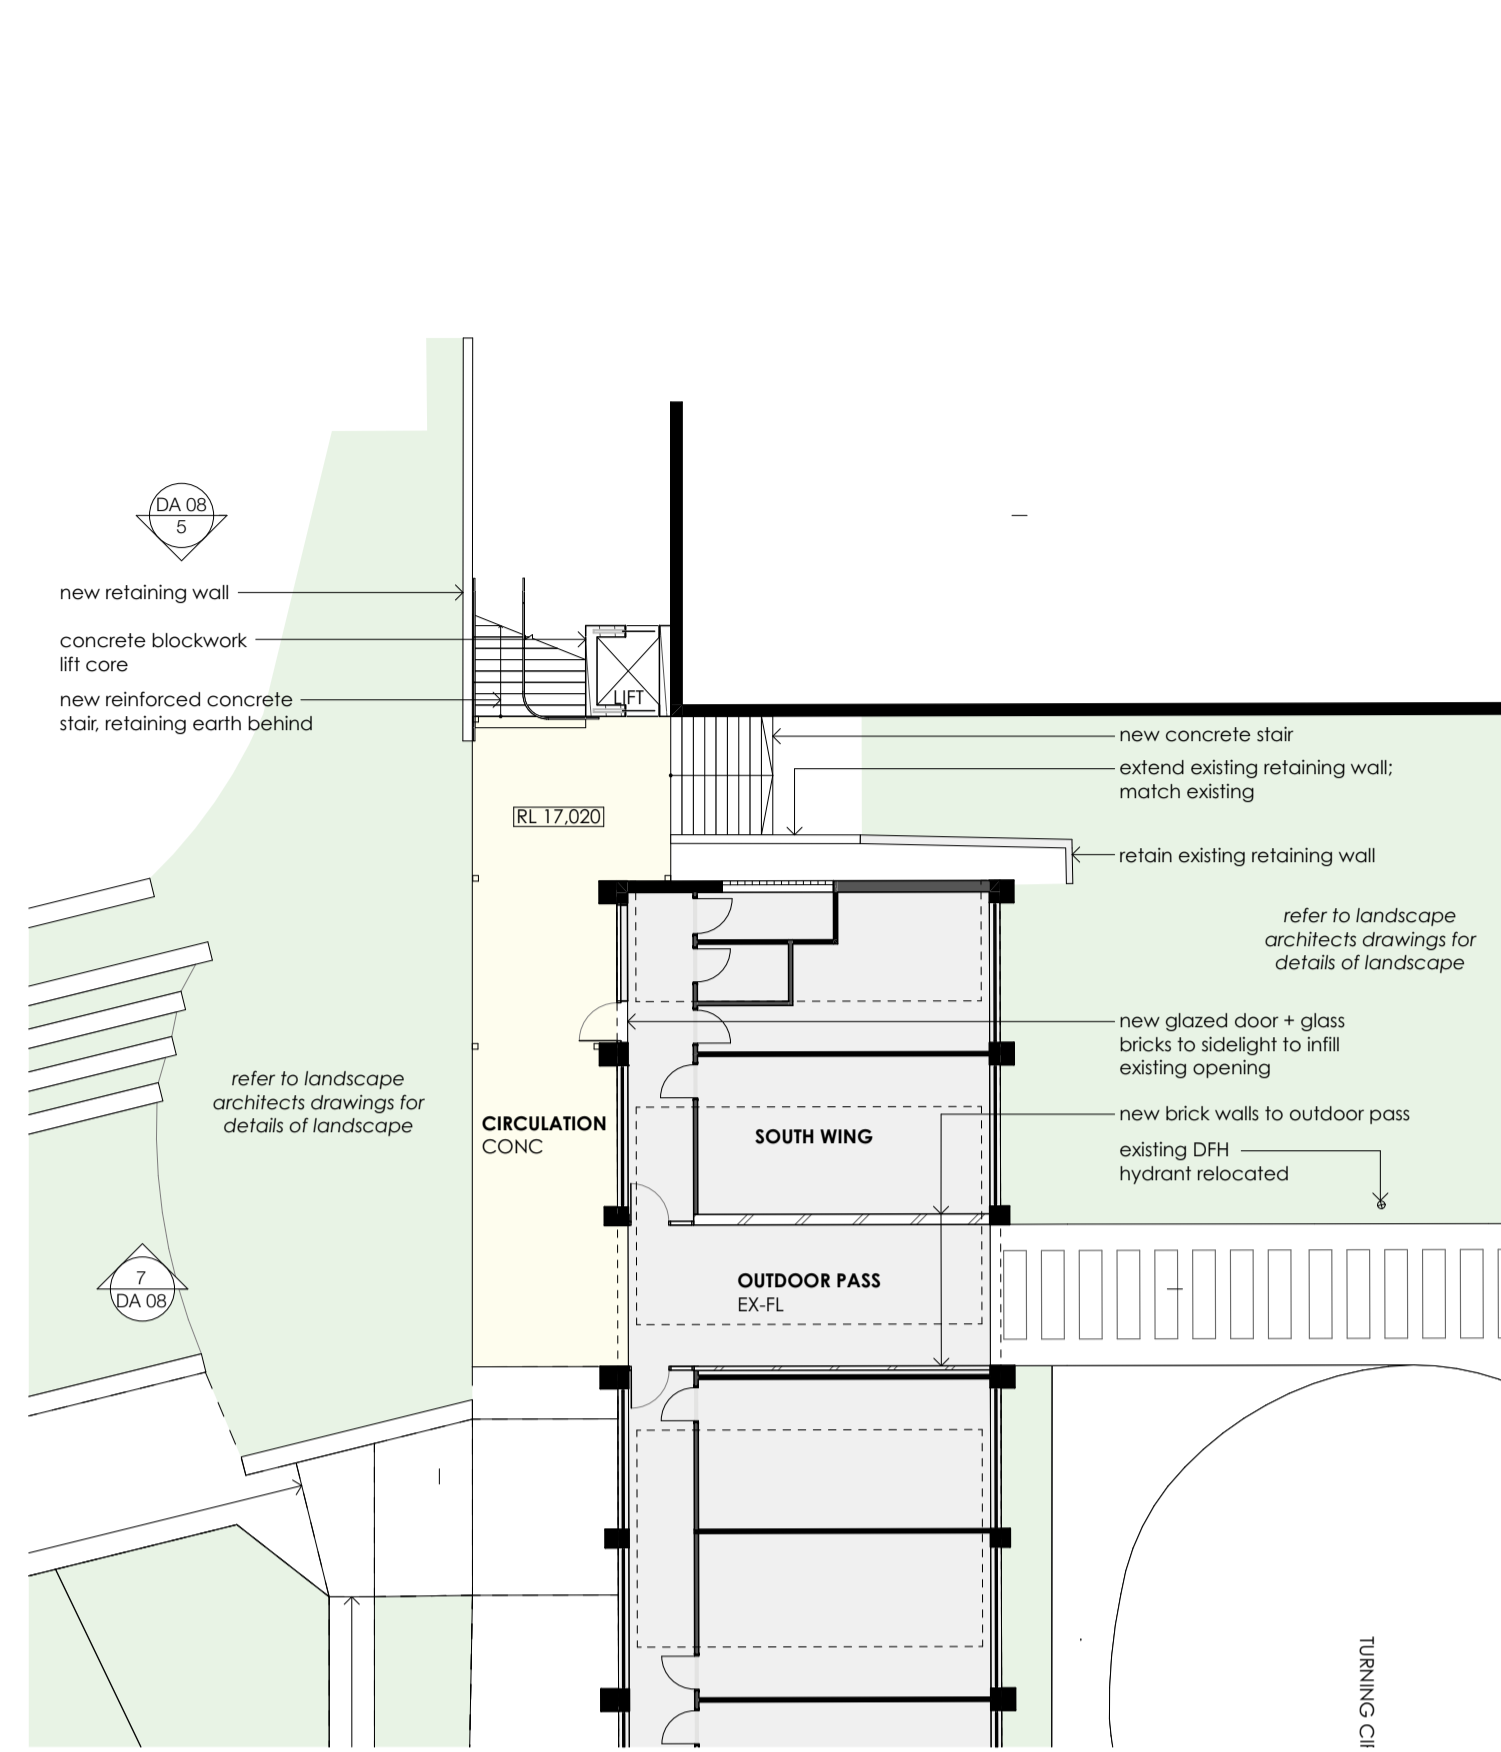 DA 08
5
new retaining wall
concrete blockwork
lift core
new reinforced concrete
stair, retaining earth behind
LIFT
new concrete stair
extend existing retaining wall;
match existing
RL 17,020
retain existing retaining wall
refer to landscape
architects drawings for
details of landscape
new glazed door + glass
bricks to sidelight to infill
existing opening
refer to landscape
architects drawings for
details of landscape
CIRCULATION
CONC
SOUTH WING
new brick walls to outdoor pass
existing DFH
hydrant relocated
7
DA 08
OUTDOOR PASS
EX-FL
TURNING